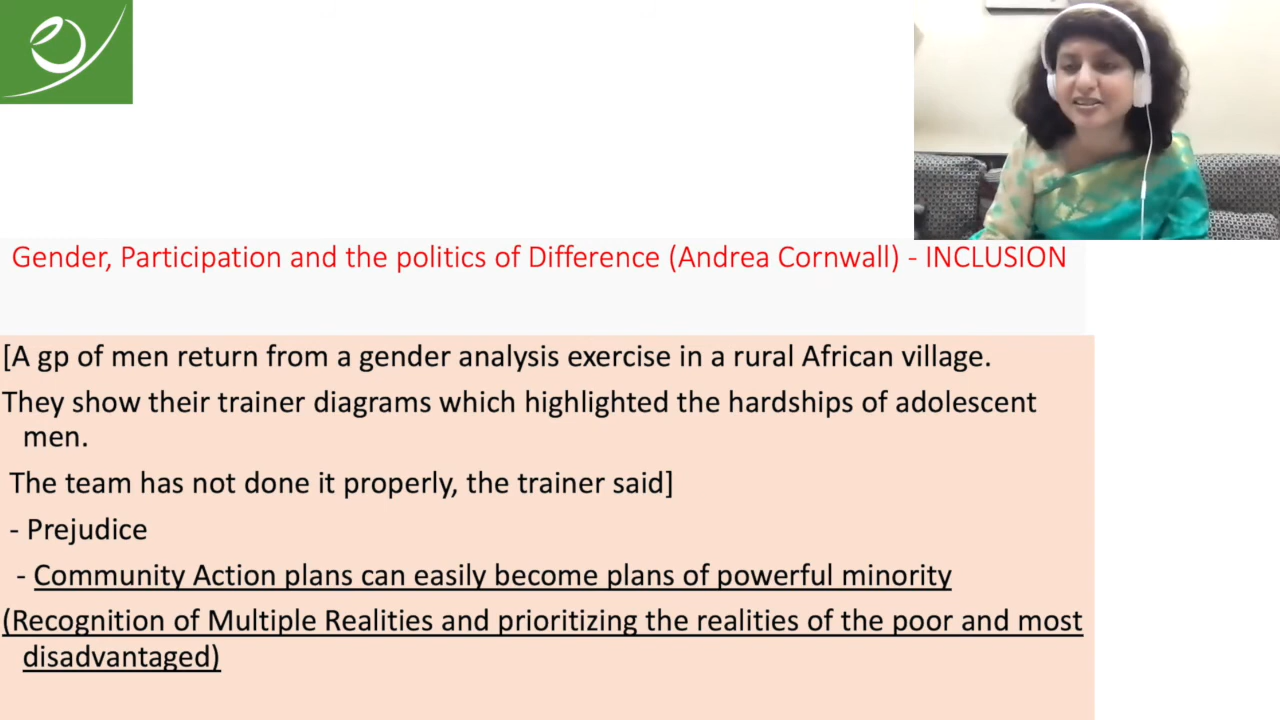 Gender, Participation and the politics of Difference (Andrea Cornwall) - INCLUSION
[A gp of men return from a gender analysis exercise in a rural African village.
They show their trainer diagrams which highlighted the hardships of adolescent
men.
The team has not done it properly, the trainer said]
- Prejudice
- Community Action plans can easily become plans of powerful minority
(Recognition of Multiple Realities and prioritizing the realities of the poor and most
disadvantaged)